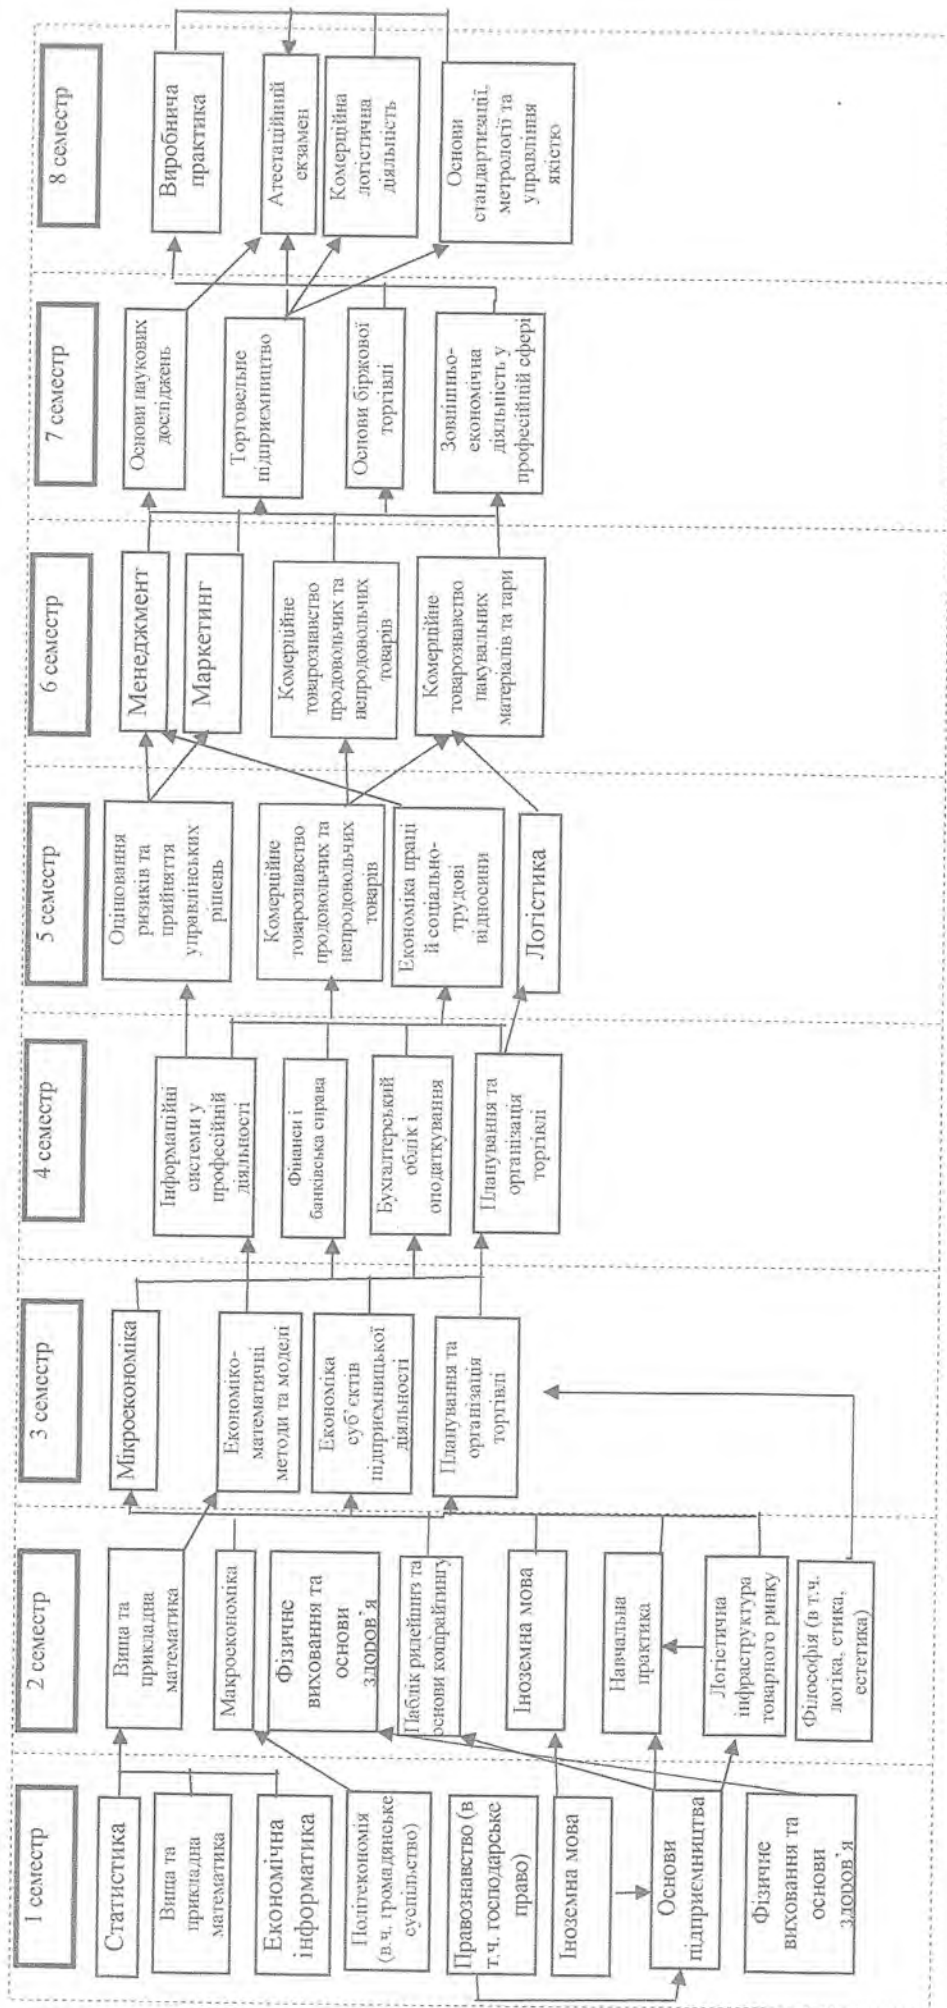 1 семестр
Статистика
Вища та
прикладна
математика
Економічна
інформатика
Політекономія
(в.ч. громадянське
суспільство)
Правознавство (в
т.ч. господарське
право)
Іноземна мова
Основи
підприємництва
Фізичне
виховання та
основи
здоров'я
2 семестр
Вища та
прикладна
математика
Макроекономіка
Фізичне
виховання та
основи
здоров'я
Паблік рилейшнз та
основи копірайтингу
Іноземна мова
Навчальна
практика
Логістична
інфраструктура
товарного ринку
Філософія (в т.ч.
логіка, етика,
естетика)
3 семестр
Мікроекономіка
Економіко-
математичні
методи та моделі
Економіка
суб'єктів
підприємницької
діяльності
Планування та
організація
торгівлі
4 семестр
Інформаційні
системи у
професійній
діяльності
Фінанси і
банківська справа
Бухгалтерський
облік і
оподаткування
Планування та
організація
торгівлі
5 семестр
Оцінювання
ризиків та
прийняття
управлінських
рішень
Комерційне
товарознавство
продовольчих та
непродовольчих
товарів
Економіка праці
й соціально-
трудові
відносини
Логістика
6 семестр
Менеджмент
Маркетинг
Комерційне
товарознавство
продовольчих та
непродовольчих
товарів
Комерційне
товарознавство
пакувальних
матеріалів та тари
7 семестр
Основи наукових
досліджень
Торговельне
підприємництво
Основи біржової
торгівлі
Зовнішньо-
економічна
діяльність у
професійній сфері
8 семестр
Виробнича
практика
Атестаційний
екзамен
Комерційна
логістична
діяльність
Основи
стандартизації,
метрології та
управління
якістю